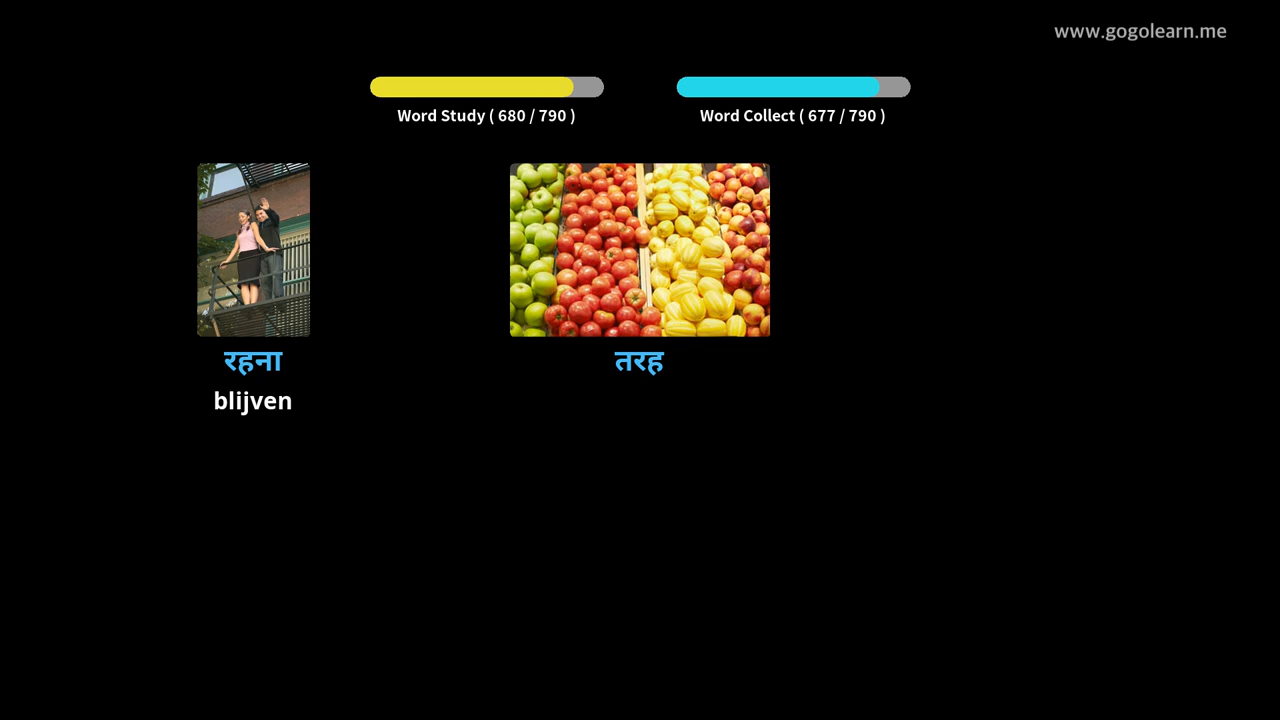 www.gogolearn.me
Word Study ( 680 / 790 )
Word Collect ( 677 / 790 )
रहना
तरह
blijven